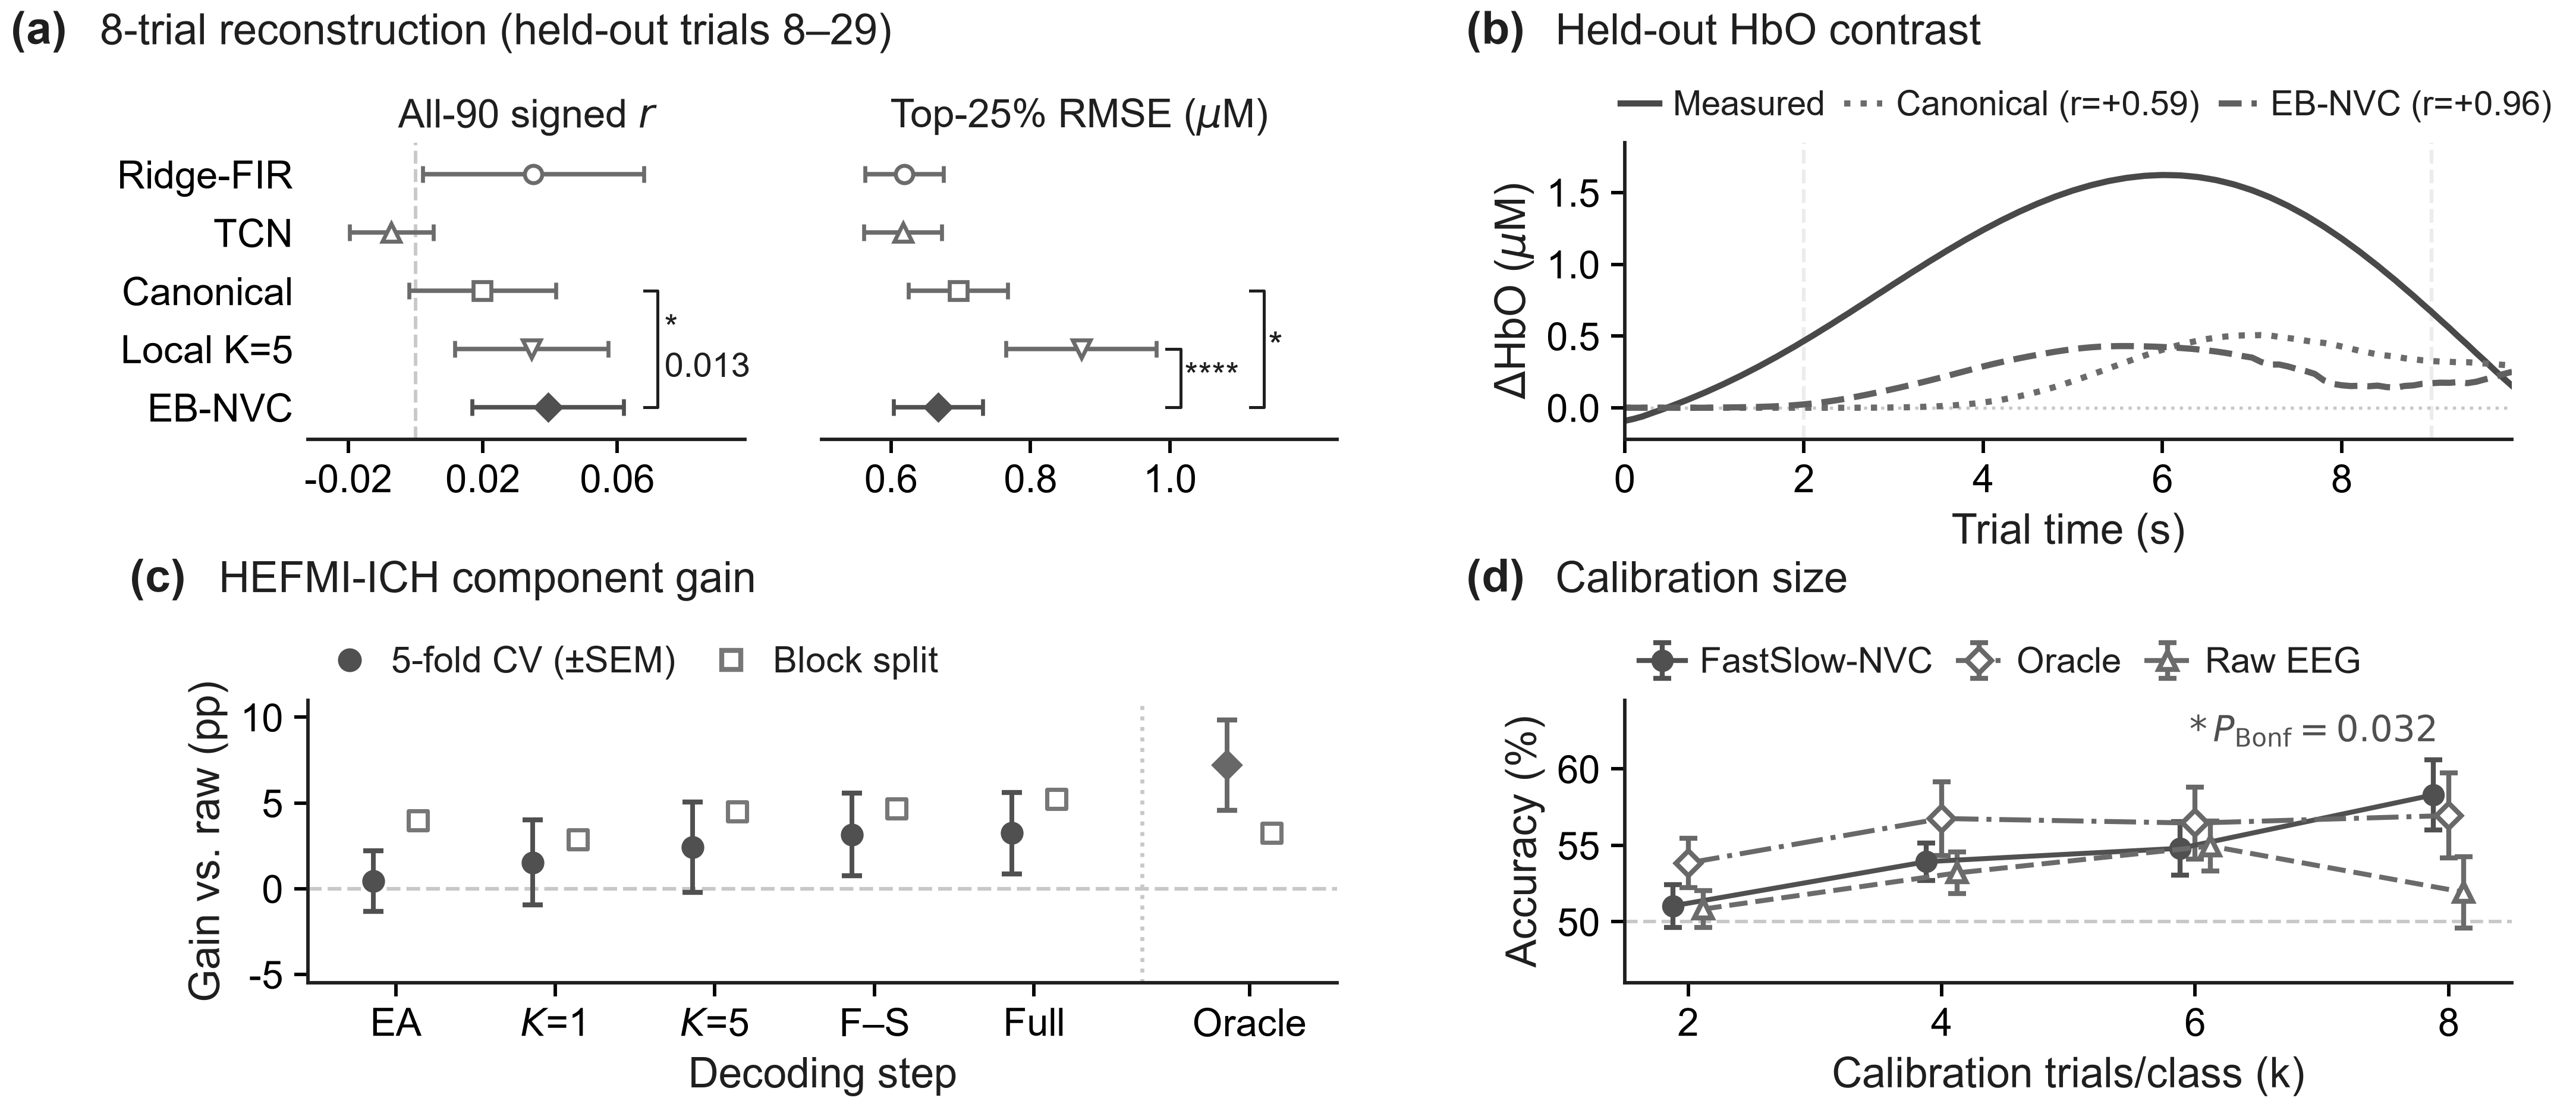 (a) 8-trial reconstruction (held-out trials 8–29)
All-90 signed r
Top-25% RMSE (μM)
Ridge-FIR
TCN
Canonical
Local K=5
EB-NVC
*
0.013
****
*
-0.02 0.02 0.06
0.6 0.8 1.0
(b) Held-out HbO contrast
Measured Canonical (r=+0.59) EB-NVC (r=+0.96)
ΔHbO (μM)
1.5
1.0
0.5
0.0
0 2 4 6 8
Trial time (s)
(c) HEFMI-ICH component gain
5-fold CV (±SEM) Block split
Gain vs. raw (pp)
10
5
0
-5
EA K=1 K=5 F–S Full Oracle
Decoding step
(d) Calibration size
FastSlow-NVC Oracle Raw EEG
* P_Bonf = 0.032
Accuracy (%)
60
55
50
2 4 6 8
Calibration trials/class (k)